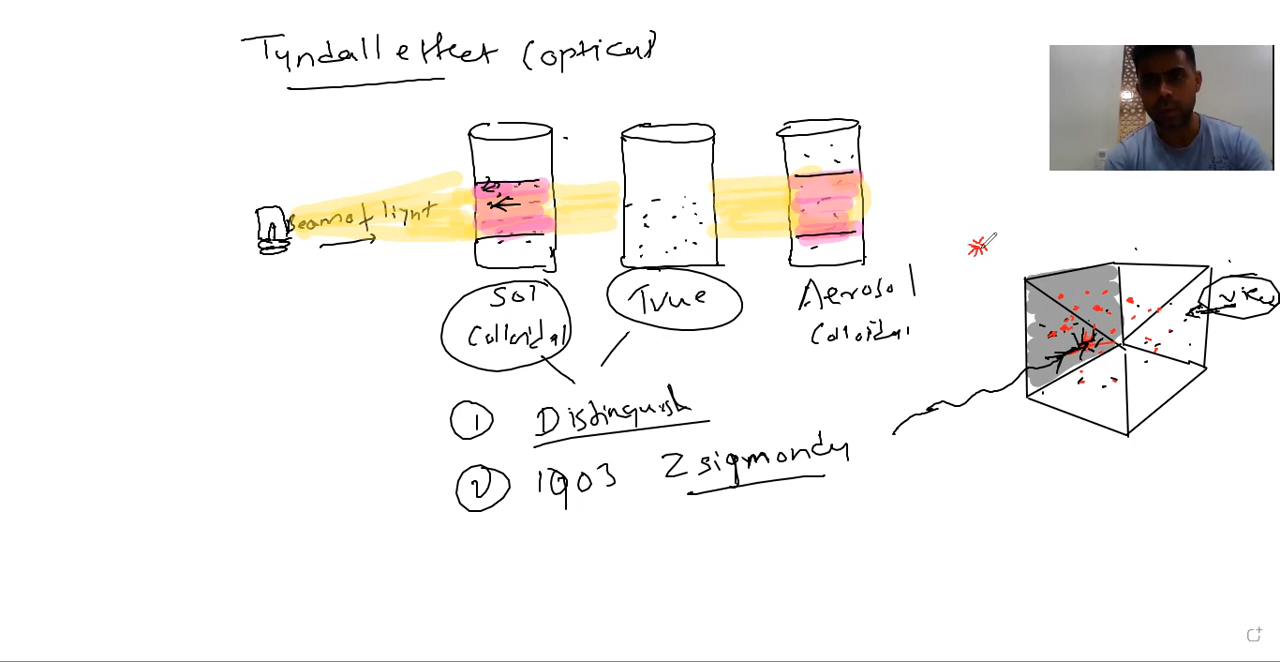 Tyndall effect (optical)
Beam of light
Sol
Colloidal
True
Aerosol
Colloidal
view
1 Distinguish
2 1903 Zsigmondy